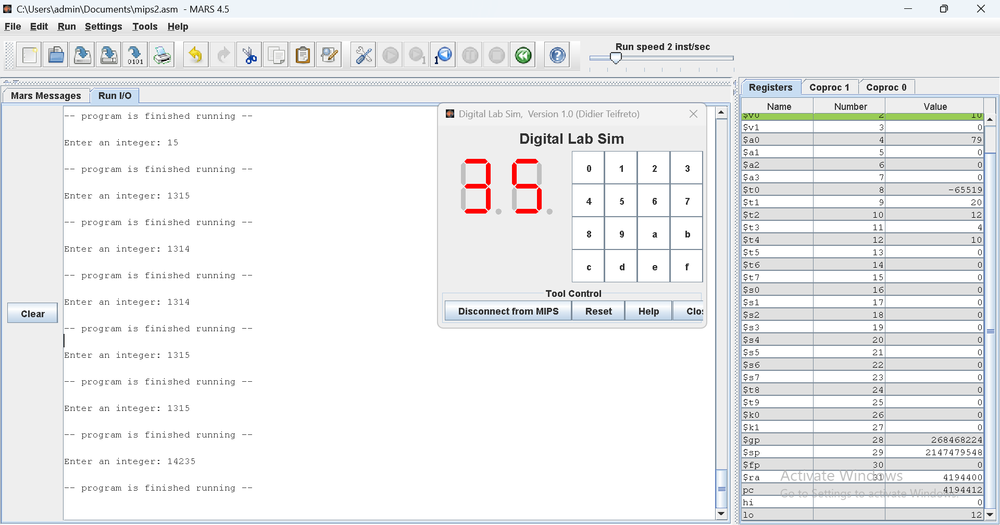 C:\Users\admin\Documents\mips2.asm - MARS 4.5
File Edit Run Settings Tools Help
Run speed 2 inst/sec
0101
1
1
Mars Messages Run I/O
Clear
-- program is finished running --
Enter an integer: 15
-- program is finished running --
Enter an integer: 1315
-- program is finished running --
Enter an integer: 1314
-- program is finished running --
Enter an integer: 1314
-- program is finished running --
Enter an integer: 1315
-- program is finished running --
Enter an integer: 1315
-- program is finished running --
Enter an integer: 14235
-- program is finished running --
Digital Lab Sim, Version 1.0 (Didier Teifreto)
Digital Lab Sim
35
0 1 2 3
4 5 6 7
8 9 a b
c d e f
Tool Control
Disconnect from MIPS Reset Help Clos
Registers Coproc 1 Coproc 0
Name Number Value
$v0 2 10
$v1 3 0
$a0 4 79
$a1 5 0
$a2 6 0
$a3 7 0
$t0 8 -65519
$t1 9 20
$t2 10 12
$t3 11 4
$t4 12 10
$t5 13 0
$t6 14 0
$t7 15 0
$s0 16 0
$s1 17 0
$s2 18 0
$s3 19 0
$s4 20 0
$s5 21 0
$s6 22 0
$s7 23 0
$t8 24 0
$t9 25 0
$k0 26 0
$k1 27 0
$gp 28 268468224
$sp 29 2147479548
$fp 30 0
$ra 31 4194400
pc 4194412
hi 0
lo 12
Activate Windows
Go to Settings to activate Windows.